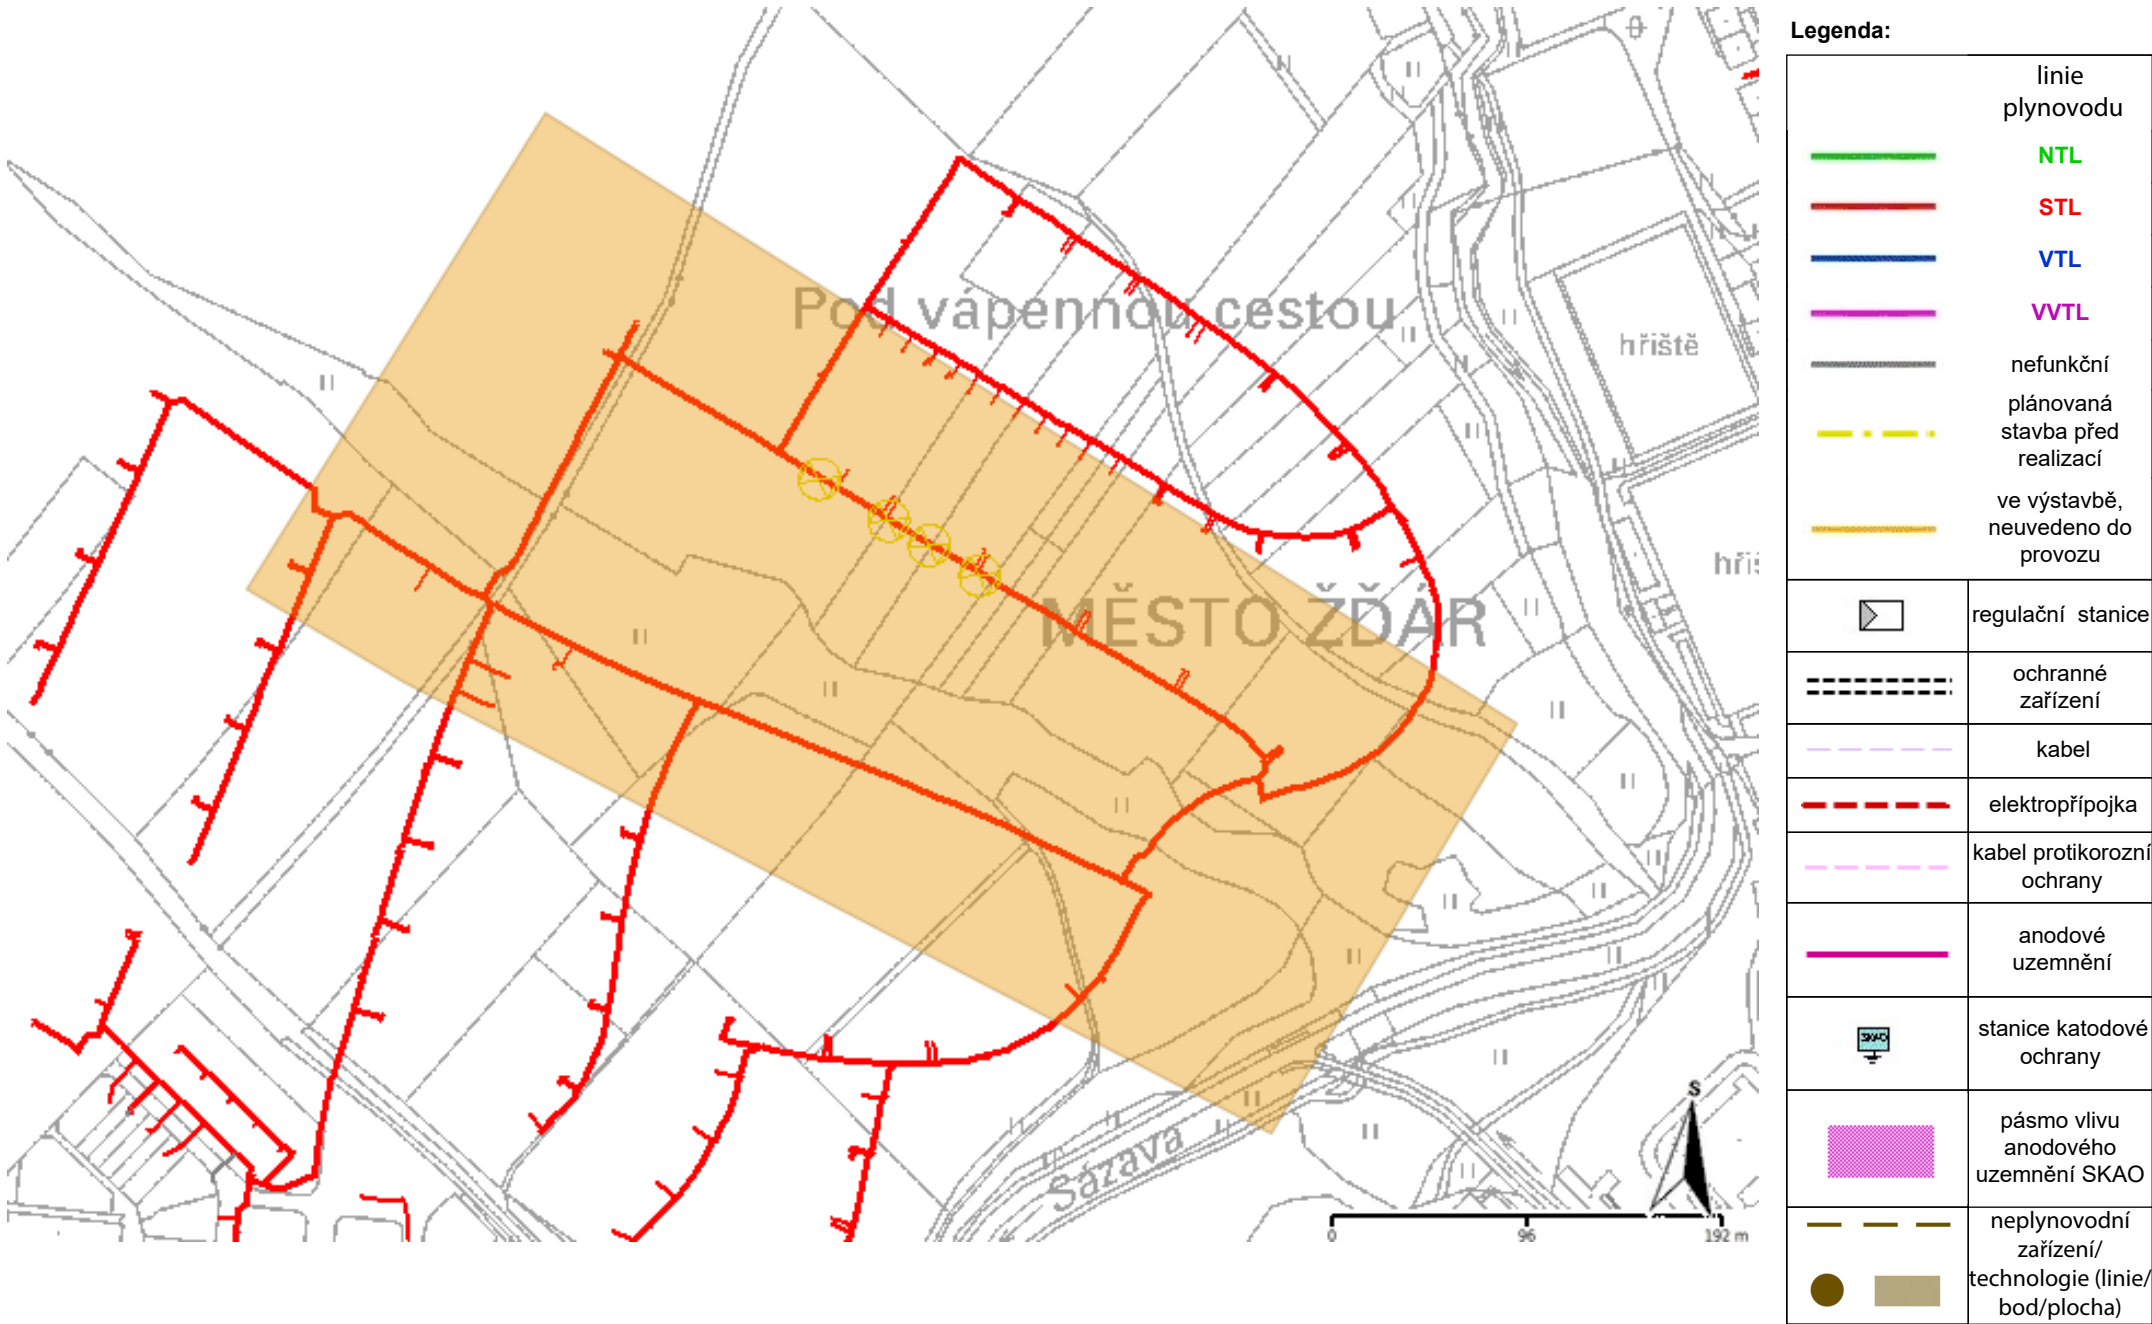 Pod vápennou cestou
hřiště
MĚSTO ŽĎÁR
Sázava
S
0 96 192 m
Legenda:
linie
plynovodu
NTL
STL
VTL
VVTL
nefunkční
plánovaná
stavba před
realizací
ve výstavbě,
neuvedeno do
provozu
regulační stanice
ochranné
zařízení
kabel
elektropřípojka
kabel protikorozní
ochrany
anodové
uzemnění
SKAO
stanice katodové
ochrany
pásmo vlivu
anodového
uzemnění SKAO
neplynovodní
zařízení/
technologie (linie/
bod/plocha)